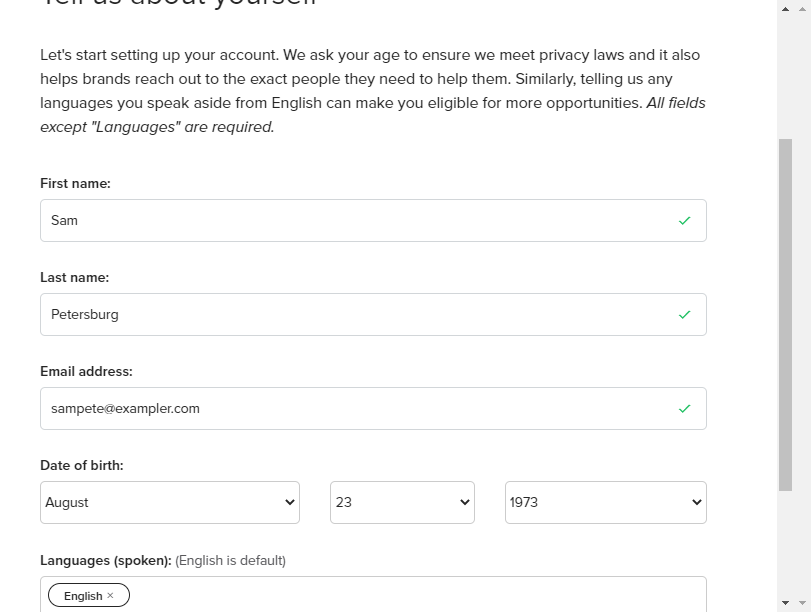 Tell us about yourself
Let's start setting up your account. We ask your age to ensure we meet privacy laws and it also
helps brands reach out to the exact people they need to help them. Similarly, telling us any
languages you speak aside from English can make you eligible for more opportunities. All fields
except "Languages" are required.
First name:
Sam
Last name:
Petersburg
Email address:
sampete@exampler.com
Date of birth:
August 23 1973
Languages (spoken): (English is default)
English ×